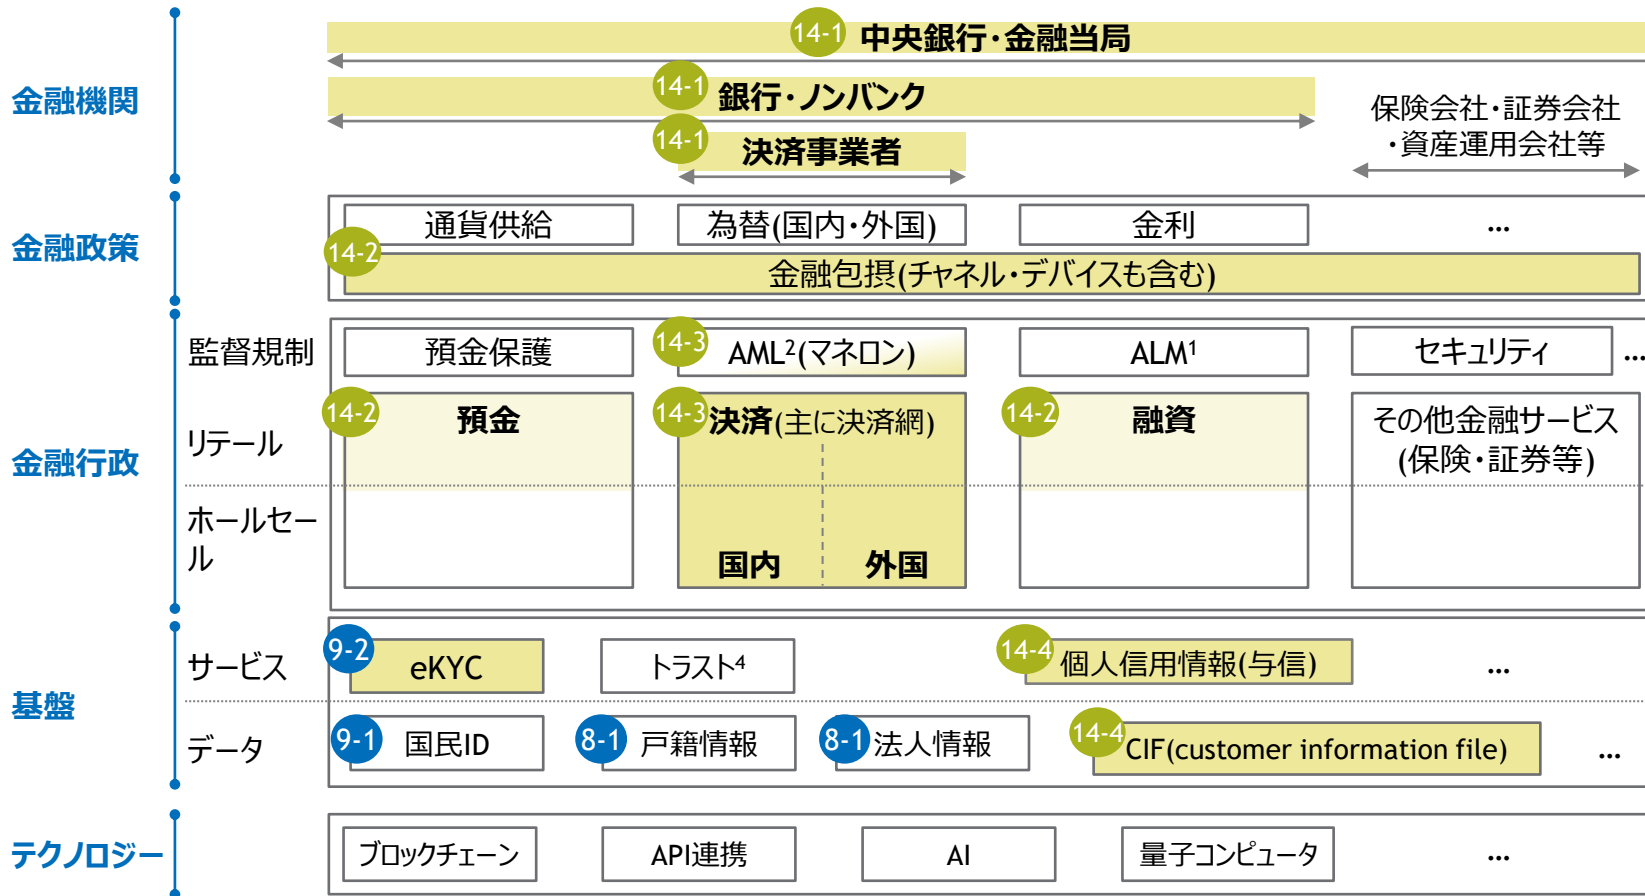 14-1 中央銀行・金融当局
金融機関
14-1 銀行・ノンバンク
14-1 決済事業者
保険会社・証券会社
・資産運用会社等
金融政策
通貨供給
為替(国内・外国)
金利
...
14-2 金融包摂(チャネル・デバイスも含む)
金融行政
監督規制
預金保護
14-3 AML²(マネロン)
ALM¹
セキュリティ
...
リテール
14-2 預金
14-3 決済(主に決済網)
14-2 融資
その他金融サービス
(保険・証券等)
ホールセー
ル
国内
外国
基盤
サービス
9-2 eKYC
トラスト⁴
14-4 個人信用情報(与信)
...
データ
9-1 国民ID
8-1 戸籍情報
8-1 法人情報
14-4 CIF(customer information file)
...
テクノロジー
ブロックチェーン
API連携
AI
量子コンピュータ
...